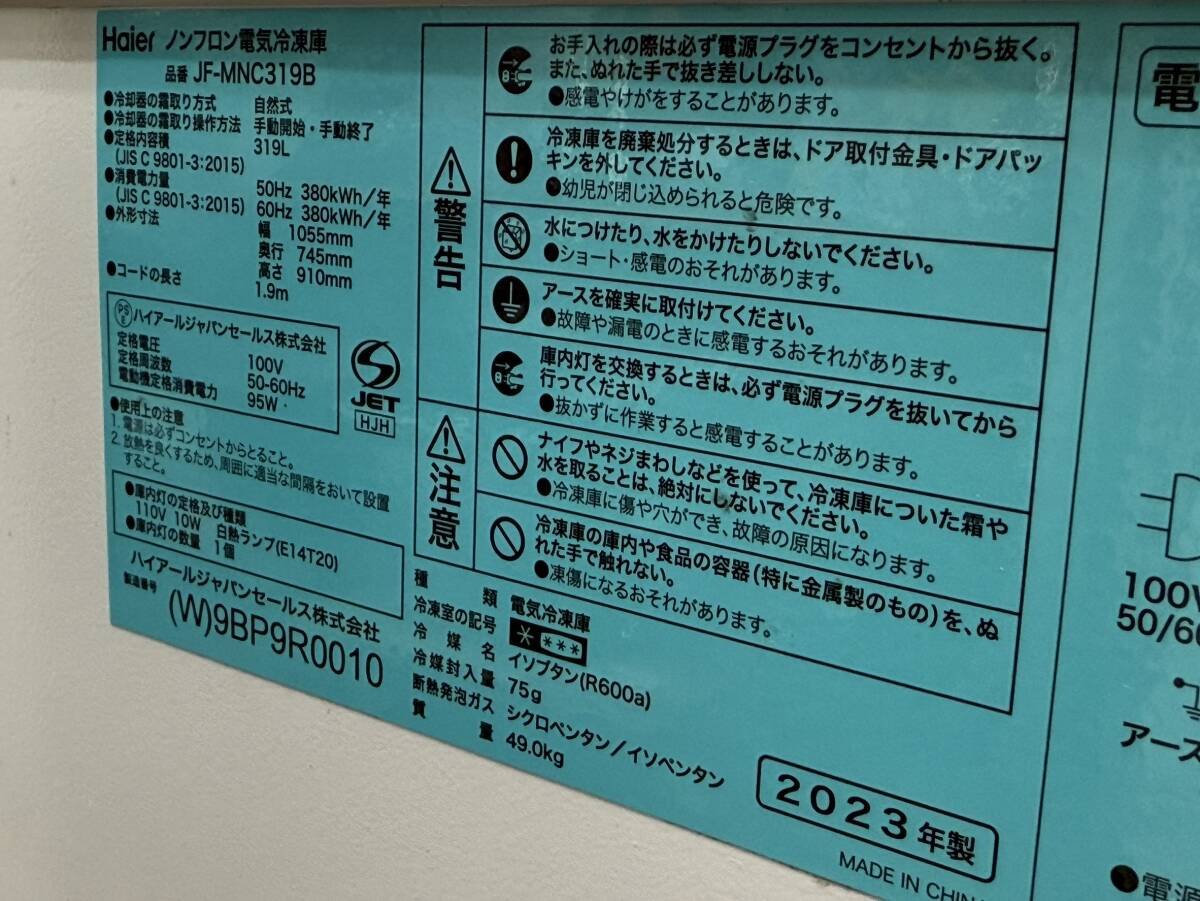 Haier ノンフロン電気冷凍庫
品番 JF-MNC319B
●冷却器の霜取り方式 自然式
●冷却器の霜取り操作方法 手動開始・手動終了
●定格内容積 319L
(JIS C 9801-3:2015)
●消費電力量 50Hz 380kWh/年
(JIS C 9801-3:2015) 60Hz 380kWh/年
●外形寸法 幅 1055mm
奥行 745mm
高さ 910mm
●コードの長さ 1.9m
PS
E
ハイアールジャパンセールス株式会社
定格電圧 100V
定格周波数 50-60Hz
電動機定格消費電力 95W
JET
HJH
●使用上の注意
1. 電源は必ずコンセントからとること。
2. 放熱を良くするため、周囲に適当な間隔をおいて設置
すること。
●庫内灯の定格及び種類
110V 10W 白熱ランプ(E14T20)
●庫内灯の数量 1個
ハイアールジャパンセールス株式会社
製造番号
(W)9BP9R0010
警告
お手入れの際は必ず電源プラグをコンセントから抜く。
また、ぬれた手で抜き差ししない。
●感電やけがをすることがあります。
冷凍庫を廃棄処分するときは、ドア取付金具・ドアパッ
キンを外してください。
●幼児が閉じ込められると危険です。
水につけたり、水をかけたりしないでください。
●ショート・感電のおそれがあります。
アースを確実に取付けてください。
●故障や漏電のときに感電するおそれがあります。
庫内灯を交換するときは、必ず電源プラグを抜いてから
行ってください。
●抜かずに作業すると感電することがあります。
注意
ナイフやネジまわしなどを使って、冷凍庫についた霜や
氷を取ることは、絶対にしないでください。
●冷凍庫に傷や穴ができ、故障の原因になります。
冷凍庫の庫内や食品の容器(特に金属製のもの)を、ぬ
れた手で触れない。
●凍傷になるおそれがあります。
種類 電気冷凍庫
冷凍室の記号 * ***
冷媒名 イソブタン(R600a)
冷媒封入量 75g
断熱発泡ガス シクロペンタン/イソペンタン
質量 49.0kg
2023年製
MADE IN CHINA
電
100V
50/60
アース
●電源